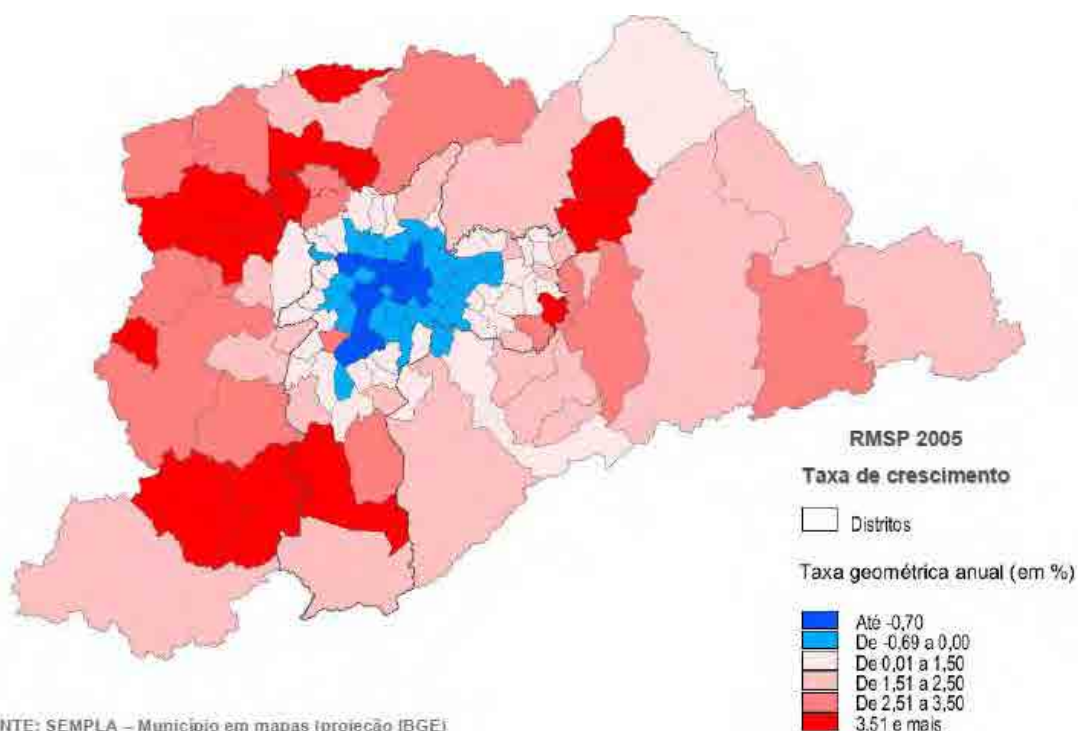 RMSP 2005
Taxa de crescimento
Distritos
Taxa geométrica anual (em %)
Até -0,70
De -0,69 a 0,00
De 0,01 a 1,50
De 1,51 a 2,50
De 2,51 a 3,50
3,51 e mais
NTE: SEMPLA – Município em mapas (projeção IBGE)